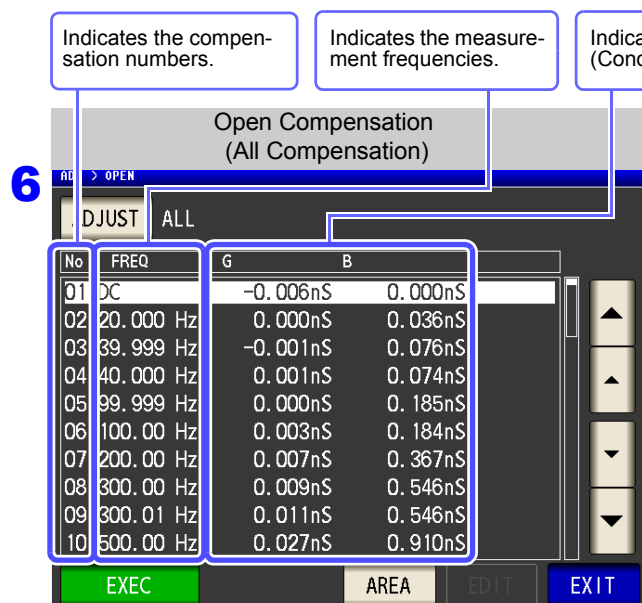 Indicates the compen-
sation numbers.
Indicates the measure-
ment frequencies.
Open Compensation
(All Compensation)
6
> OPEN
ADJUST ALL
No FREQ G B
01 DC -0.006nS 0.000nS
02 20.000 Hz 0.000nS 0.036nS
03 39.999 Hz -0.001nS 0.076nS
04 40.000 Hz 0.001nS 0.074nS
05 99.999 Hz 0.000nS 0.185nS
06 100.00 Hz 0.003nS 0.184nS
07 200.00 Hz 0.007nS 0.367nS
08 300.00 Hz 0.009nS 0.546nS
09 300.01 Hz 0.011nS 0.546nS
10 500.00 Hz 0.027nS 0.910nS
EXEC AREA EDIT EXIT